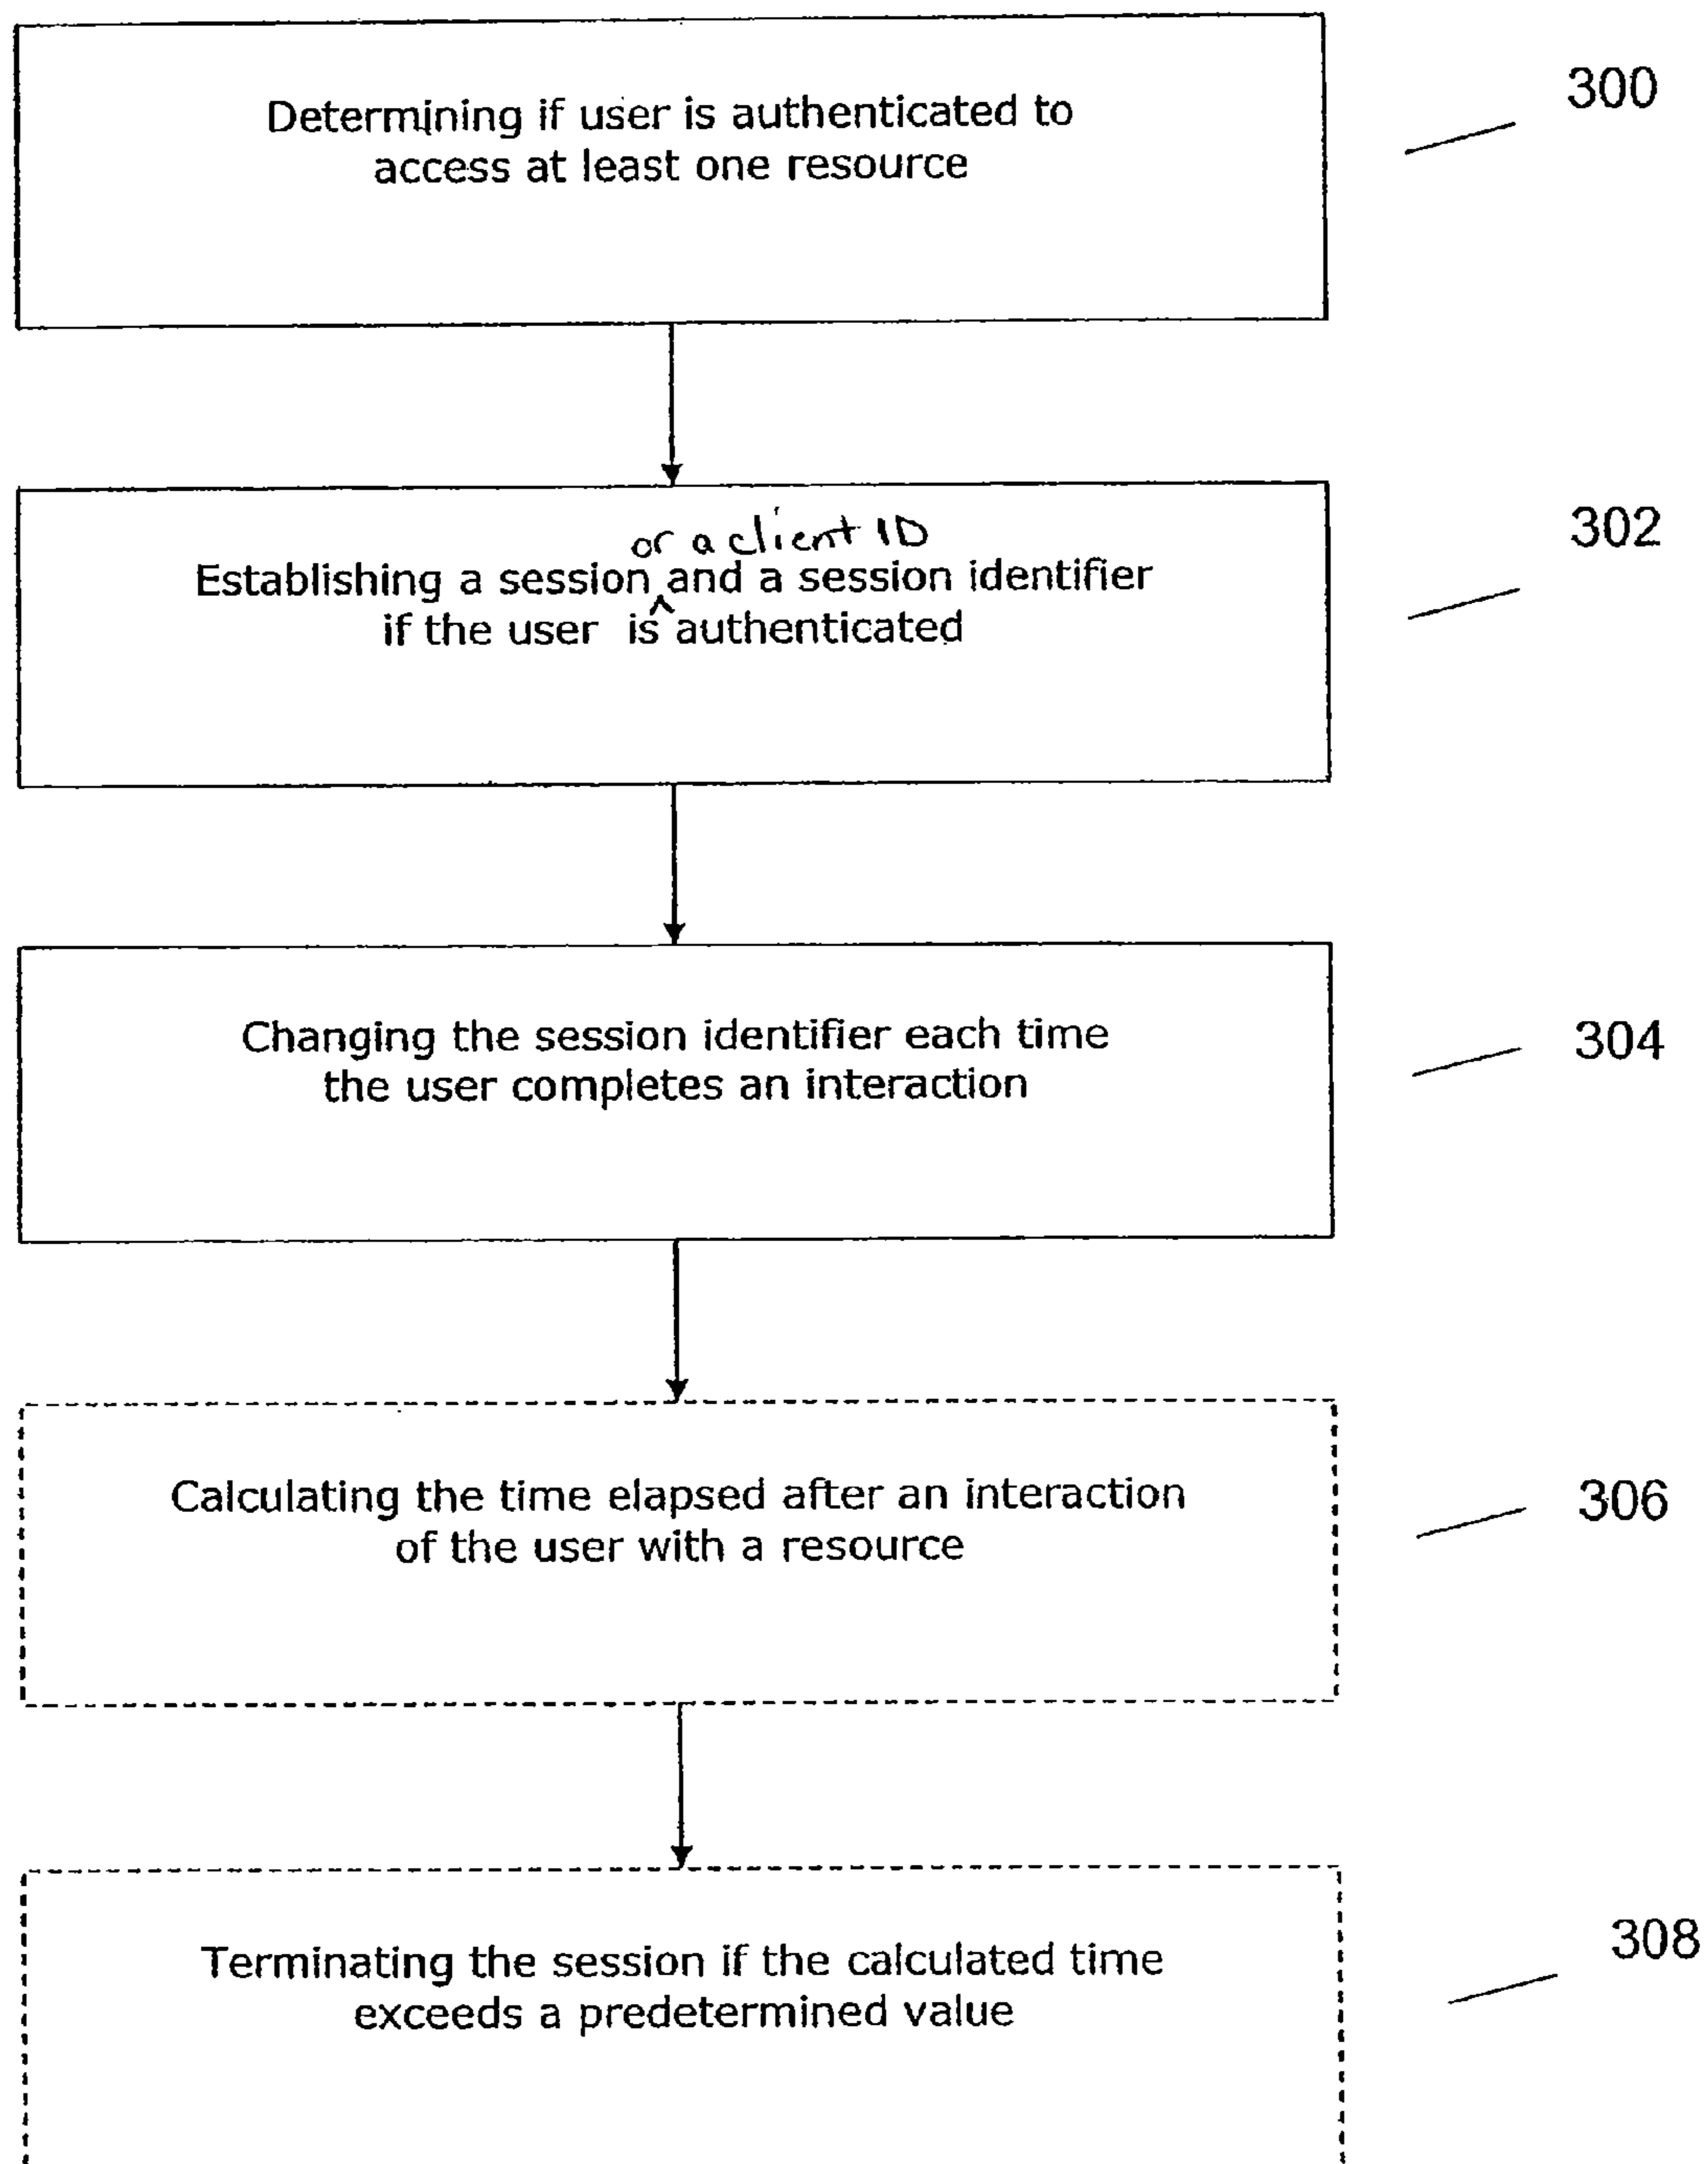 Determining if user is authenticated to
access at least one resource
300
or a client ID
Establishing a session ^ and a session identifier
if the user is authenticated
302
Changing the session identifier each time
the user completes an interaction
304
Calculating the time elapsed after an interaction
of the user with a resource
306
Terminating the session if the calculated time
exceeds a predetermined value
308